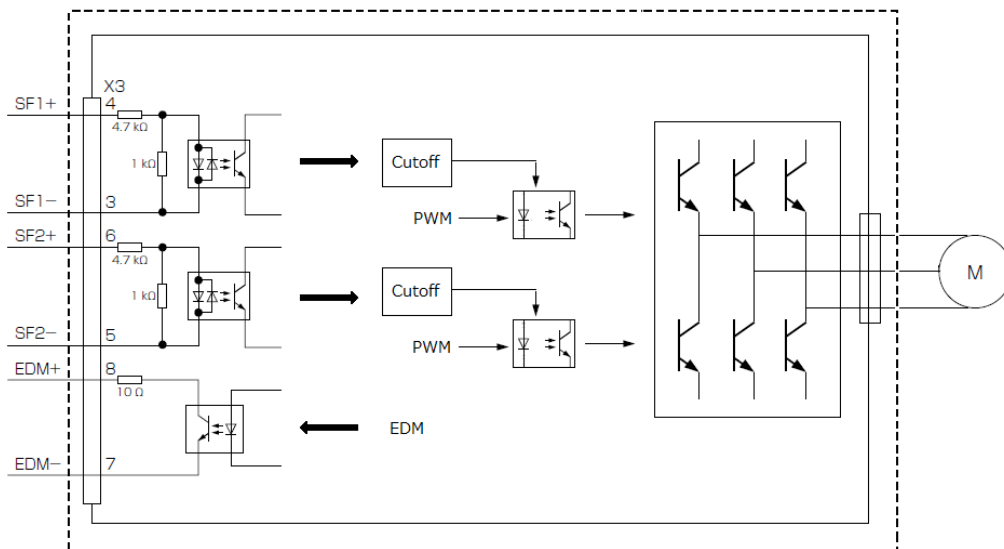 X3
SF1+
4
4.7 kΩ
1 kΩ
SF1−
3
Cutoff
PWM
SF2+
6
4.7 kΩ
1 kΩ
SF2−
5
Cutoff
PWM
M
EDM+
8
10 Ω
EDM
EDM−
7